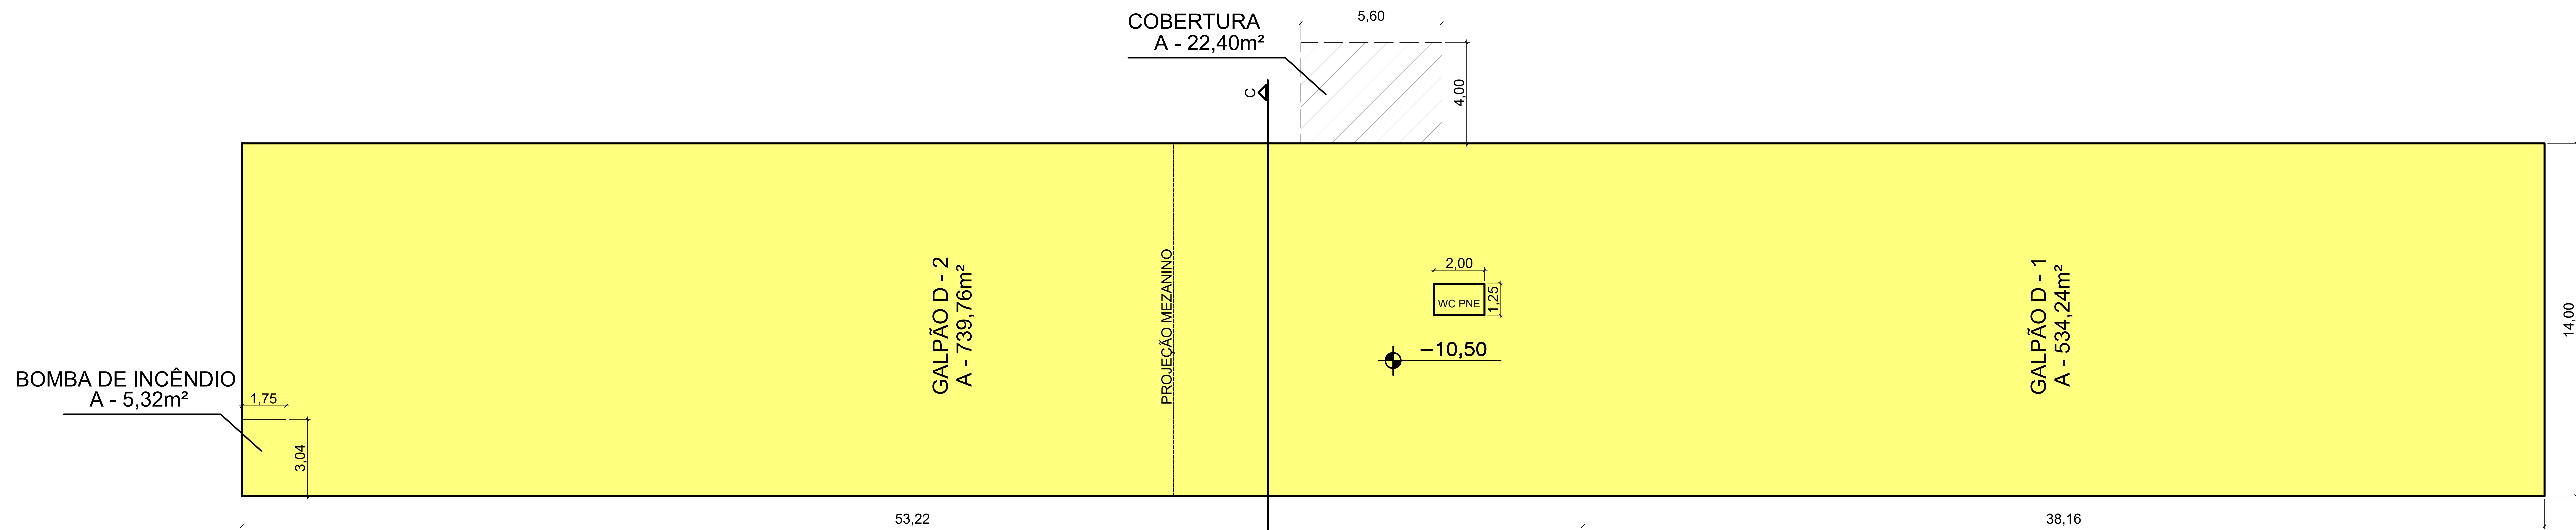 5,60
COBERTURA
A - 22,40m²
4,00
C
GALPÃO D - 2
A - 739,76m²
PROJEÇÃO MEZANINO
2,00
WC PNE
1,25
-10,50
GALPÃO D - 1
A - 534,24m²
14,00
BOMBA DE INCÊNDIO
A - 5,32m²
1,75
3,04
53,22
38,16